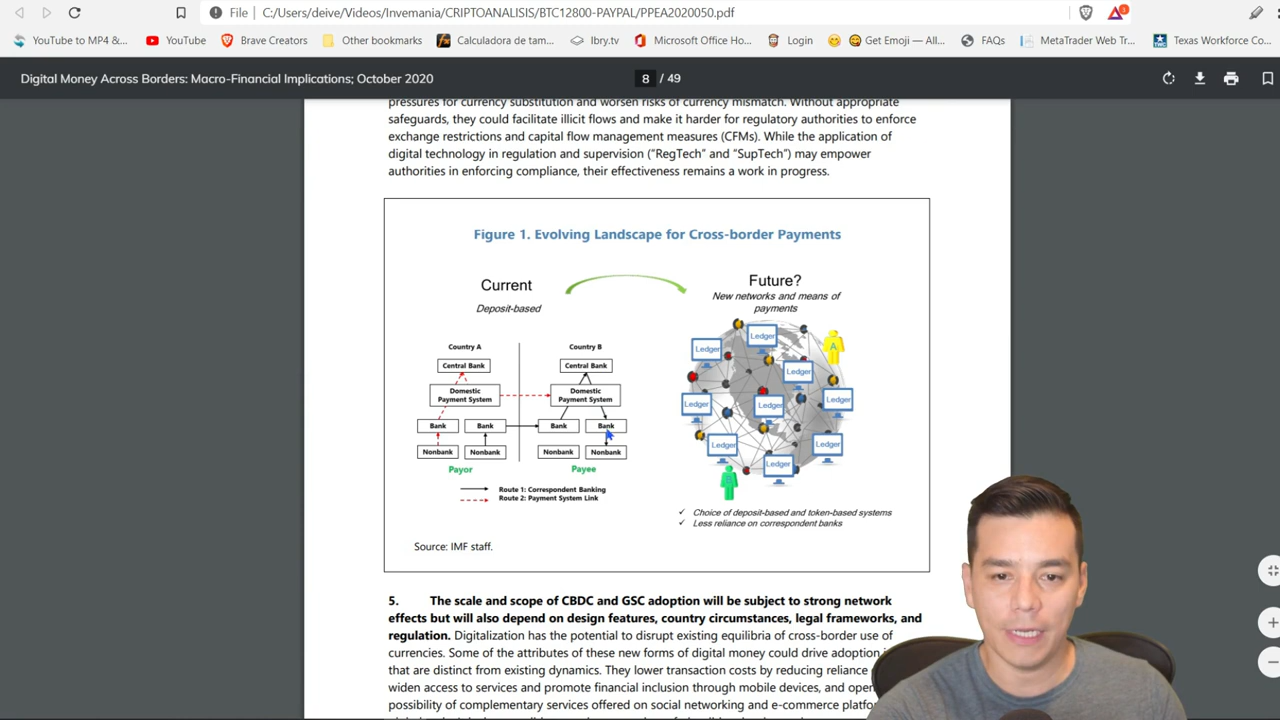 File
C:/Users/deive/Videos/Invemania/CRIPTOANALISIS/BTC12800-PAYPAL/PPEA2020050.pdf
3
YouTube to MP4 &...
YouTube
Brave Creators
Other bookmarks
Calculadora de tam...
lbry.tv
Microsoft Office Ho...
Login
Get Emoji — All...
FAQs
MetaTrader Web Tr...
Texas Workforce Co...
Digital Money Across Borders: Macro-Financial Implications; October 2020
8 / 49
pressures for currency substitution and worsen risks of currency mismatch. Without appropriate
safeguards, they could facilitate illicit flows and make it harder for regulatory authorities to enforce
exchange restrictions and capital flow management measures (CFMs). While the application of
digital technology in regulation and supervision (“RegTech” and “SupTech”) may empower
authorities in enforcing compliance, their effectiveness remains a work in progress.
Figure 1. Evolving Landscape for Cross-border Payments
Current
Deposit-based
Future?
New networks and means of
payments
Country A
Country B
Central Bank
Central Bank
Domestic
Payment System
Domestic
Payment System
Bank
Bank
Bank
Bank
Nonbank
Nonbank
Nonbank
Nonbank
Payor
Payee
Route 1: Correspondent Banking
Route 2: Payment System Link
Ledger
Ledger
A
Ledger
Ledger
Ledger
Ledger
Ledger
Ledger
Ledger
✓ Choice of deposit-based and token-based systems
✓ Less reliance on correspondent banks
Source: IMF staff.
5. The scale and scope of CBDC and GSC adoption will be subject to strong network
effects but will also depend on design features, country circumstances, legal frameworks, and
regulation. Digitalization has the potential to disrupt existing equilibria of cross-border use of
currencies. Some of the attributes of these new forms of digital money could drive adoption
that are distinct from existing dynamics. They lower transaction costs by reducing reliance
widen access to services and promote financial inclusion through mobile devices, and open
possibility of complementary services offered on social networking and e-commerce